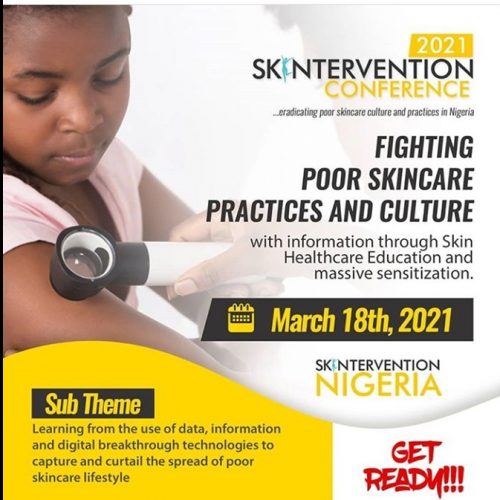 2021
SKINTERVENTION
CONFERENCE
...eradicating poor skincare culture and practices in Nigeria
FIGHTING
POOR SKINCARE
PRACTICES AND CULTURE
with information through Skin
Healthcare Education and
massive sensitization.
March 18th, 2021
SKINTERVENTION
NIGERIA
Sub Theme
Learning from the use of data, information
and digital breakthrough technologies to
capture and curtail the spread of poor
skincare lifestyle
GET
READY!!!